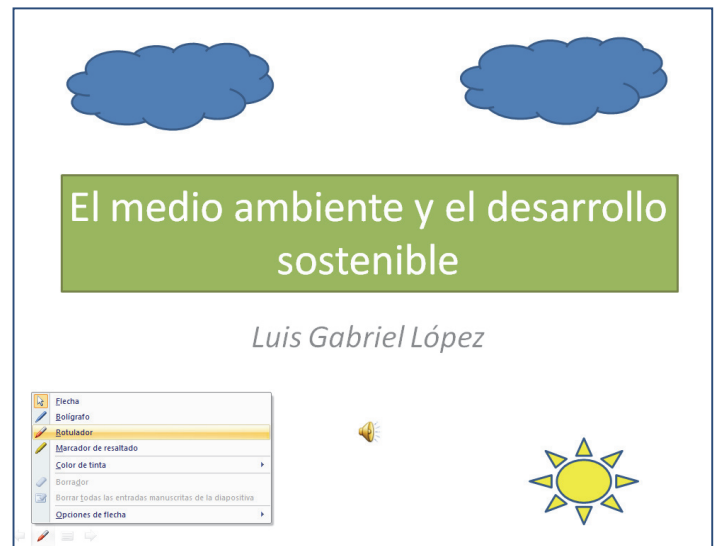 El medio ambiente y el desarrollo
sostenible
Luis Gabriel López
Flecha
Bolígrafo
Rotulador
Marcador de resaltado
Color de tinta
Borrador
Borrar todas las entradas manuscritas de la diapositiva
Opciones de flecha